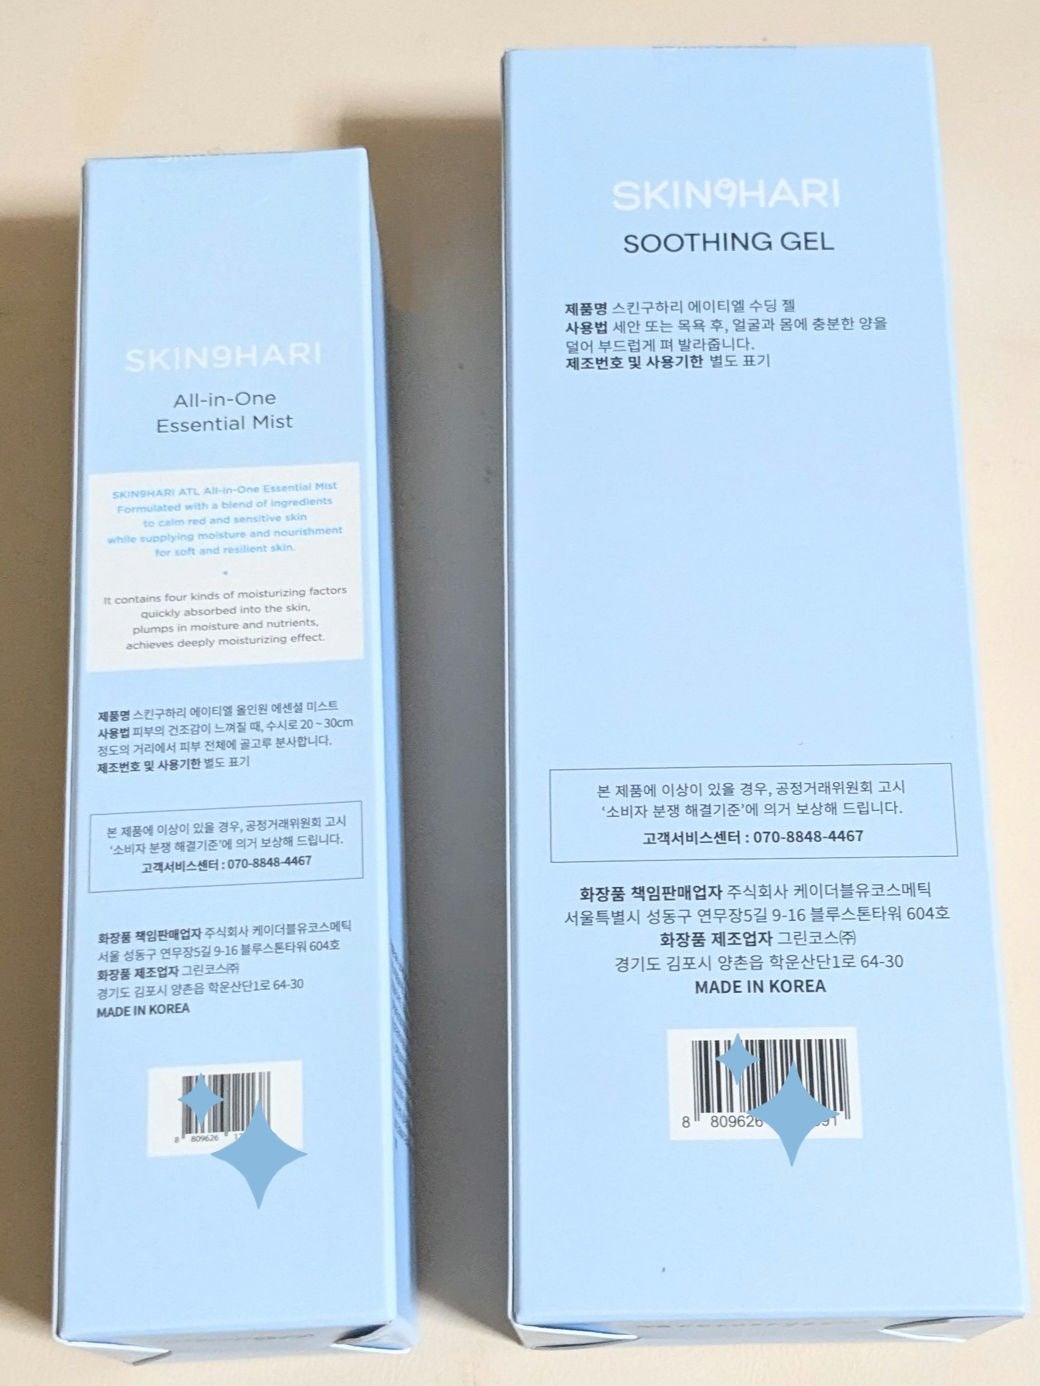 SKIN9HARI
All-in-One
Essential Mist
SKIN9HARI ATL All-in-One Essential Mist
Formulated with a blend of ingredients
to calm red and sensitive skin
while supplying moisture and nourishment
for soft and resilient skin.
It contains four kinds of moisturizing factors
quickly absorbed into the skin,
plumps in moisture and nutrients,
achieves deeply moisturizing effect.
제품명 스킨구하리 에이티엘 올인원 에센셜 미스트
사용법 피부의 건조감이 느껴질 때, 수시로 20 ~ 30cm
정도의 거리에서 피부 전체에 골고루 분사합니다.
제조번호 및 사용기한 별도 표기
본 제품에 이상이 있을 경우, 공정거래위원회 고시
‘소비자 분쟁 해결기준’에 의거 보상해 드립니다.
고객서비스센터 : 070-8848-4467
화장품 책임판매업자 주식회사 케이더블유코스메틱
서울 성동구 연무장5길 9-16 블루스톤타워 604호
화장품 제조업자 그린코스㈜
경기도 김포시 양촌읍 학운산단1로 64-30
MADE IN KOREA
8 809626
SKIN9HARI
SOOTHING GEL
제품명 스킨구하리 에이티엘 수딩 젤
사용법 세안 또는 목욕 후, 얼굴과 몸에 충분한 양을
덜어 부드럽게 펴 발라줍니다.
제조번호 및 사용기한 별도 표기
본 제품에 이상이 있을 경우, 공정거래위원회 고시
‘소비자 분쟁 해결기준’에 의거 보상해 드립니다.
고객서비스센터 : 070-8848-4467
화장품 책임판매업자 주식회사 케이더블유코스메틱
서울특별시 성동구 연무장5길 9-16 블루스톤타워 604호
화장품 제조업자 그린코스㈜
경기도 김포시 양촌읍 학운산단1로 64-30
MADE IN KOREA
8 809626